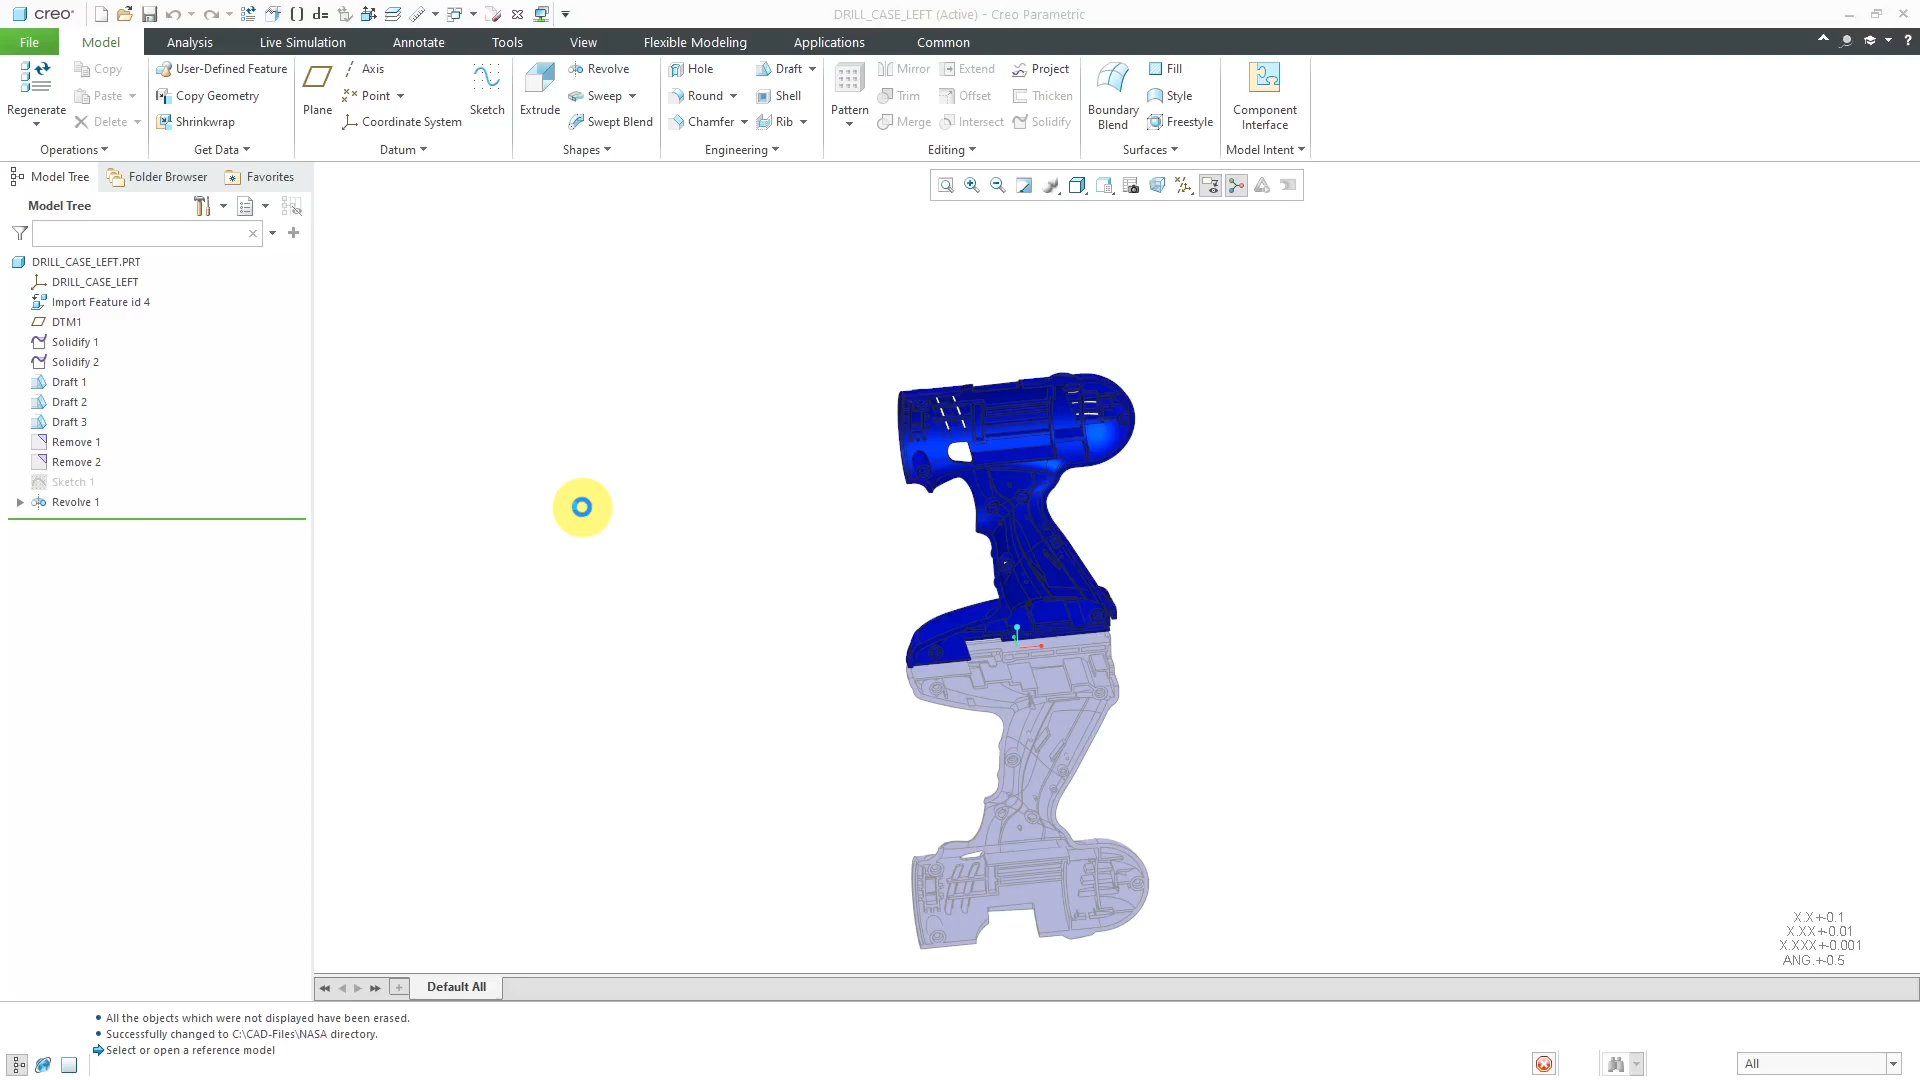 creo
DRILL_CASE_LEFT (Active) - Creo Parametric
File
Model
Analysis
Live Simulation
Annotate
Tools
View
Flexible Modeling
Applications
Common
Regenerate
Copy
Paste
Delete
Operations
User-Defined Feature
Copy Geometry
Shrinkwrap
Get Data
Plane
Axis
Point
Coordinate System
Sketch
Datum
Extrude
Revolve
Sweep
Swept Blend
Shapes
Hole
Round
Chamfer
Draft
Shell
Rib
Engineering
Pattern
Mirror
Trim
Merge
Extend
Offset
Intersect
Project
Thicken
Solidify
Editing
Boundary
Blend
Fill
Style
Freestyle
Surfaces
Component
Interface
Model Intent
Model Tree
Folder Browser
Favorites
Model Tree
DRILL_CASE_LEFT.PRT
DRILL_CASE_LEFT
Import Feature id 4
DTM1
Solidify 1
Solidify 2
Draft 1
Draft 2
Draft 3
Remove 1
Remove 2
Sketch 1
Revolve 1
X.X+-0.1
X.XX+-0.01
X.XXX+-0.001
ANG.+-0.5
Default All
All the objects which were not displayed have been erased.
Successfully changed to C:\CAD-Files\NASA directory.
Select or open a reference model
All